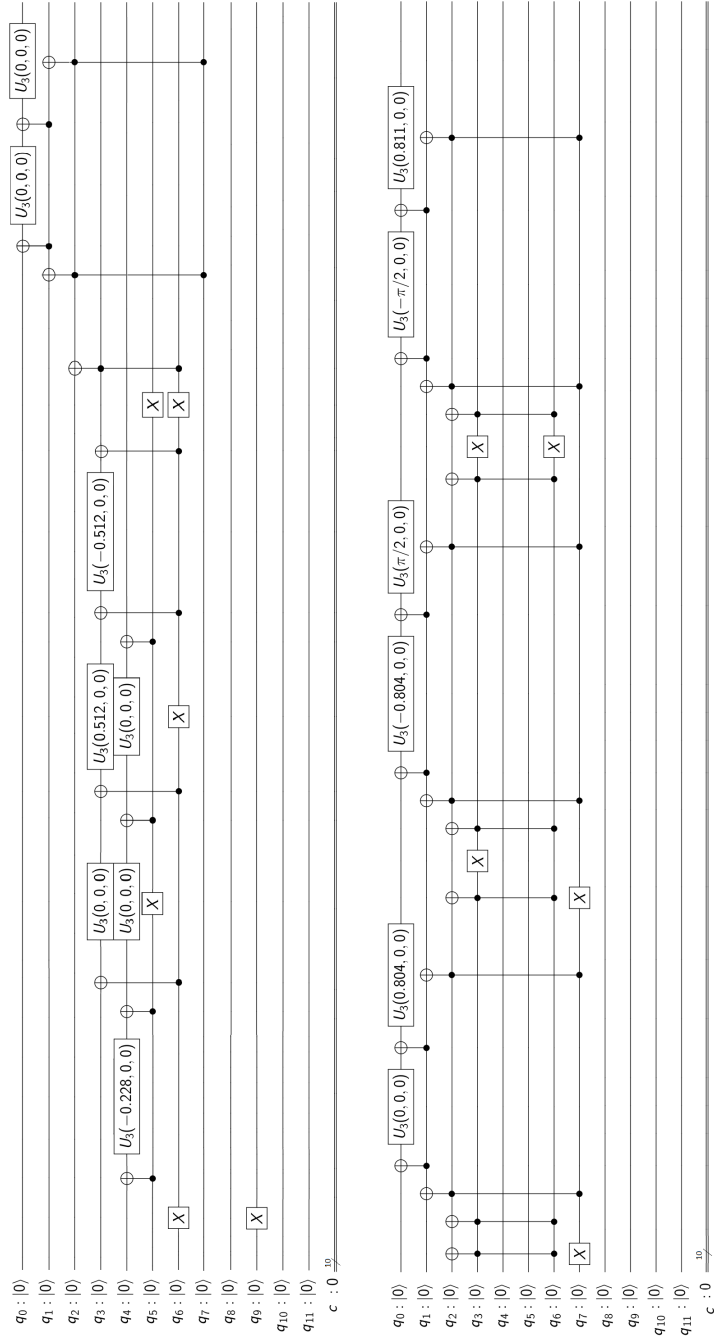 q₀ : |0⟩ U₃(0, 0, 0) U₃(0, 0, 0)
q₁ : |0⟩
q₂ : |0⟩
q₃ : |0⟩ U₃(0, 0, 0) U₃(0.512, 0, 0) U₃(−0.512, 0, 0)
q₄ : |0⟩ U₃(−0.228, 0, 0) U₃(0, 0, 0) U₃(0, 0, 0)
q₅ : |0⟩ X X
q₆ : |0⟩ X X X
q₇ : |0⟩
q₈ : |0⟩
q₉ : |0⟩ X
q₁₀ : |0⟩
q₁₁ : |0⟩
c : 0 10
q₀ : |0⟩ U₃(0, 0, 0) U₃(0.804, 0, 0) U₃(−0.804, 0, 0) U₃(π/2, 0, 0) U₃(−π/2, 0, 0) U₃(0.811, 0, 0)
q₁ : |0⟩
q₂ : |0⟩
q₃ : |0⟩ X X
q₄ : |0⟩
q₅ : |0⟩
q₆ : |0⟩ X
q₇ : |0⟩ X X
q₈ : |0⟩
q₉ : |0⟩
q₁₀ : |0⟩
q₁₁ : |0⟩
c : 0 10